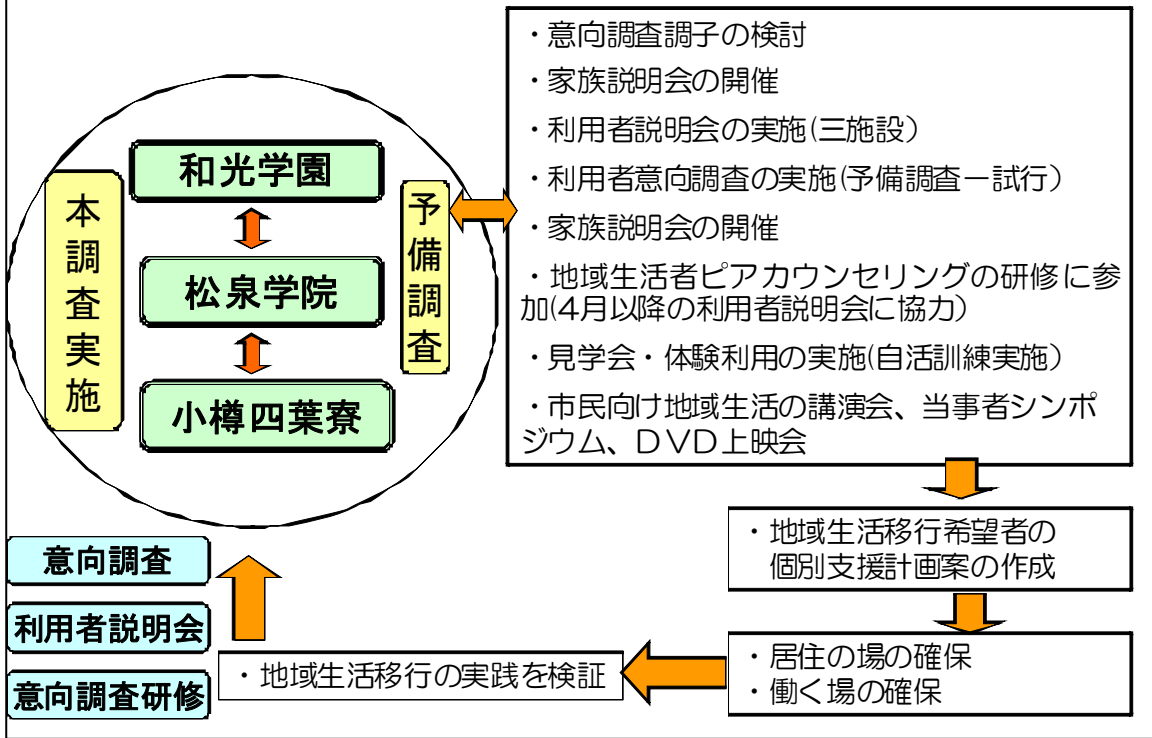 ・意向調査調子の検討
・家族説明会の開催
・利用者説明会の実施(三施設)
・利用者意向調査の実施(予備調査ー試行)
・家族説明会の開催
・地域生活者ピアカウンセリングの研修に参
加(4月以降の利用者説明会に協力)
・見学会・体験利用の実施(自活訓練実施)
・市民向け地域生活の講演会、当事者シンポ
ジウム、DVD上映会
本調査実施
和光学園
松泉学院
小樽四葉寮
予備調査
・地域生活移行希望者の
個別支援計画案の作成
・居住の場の確保
・働く場の確保
・地域生活移行の実践を検証
意向調査
利用者説明会
意向調査研修